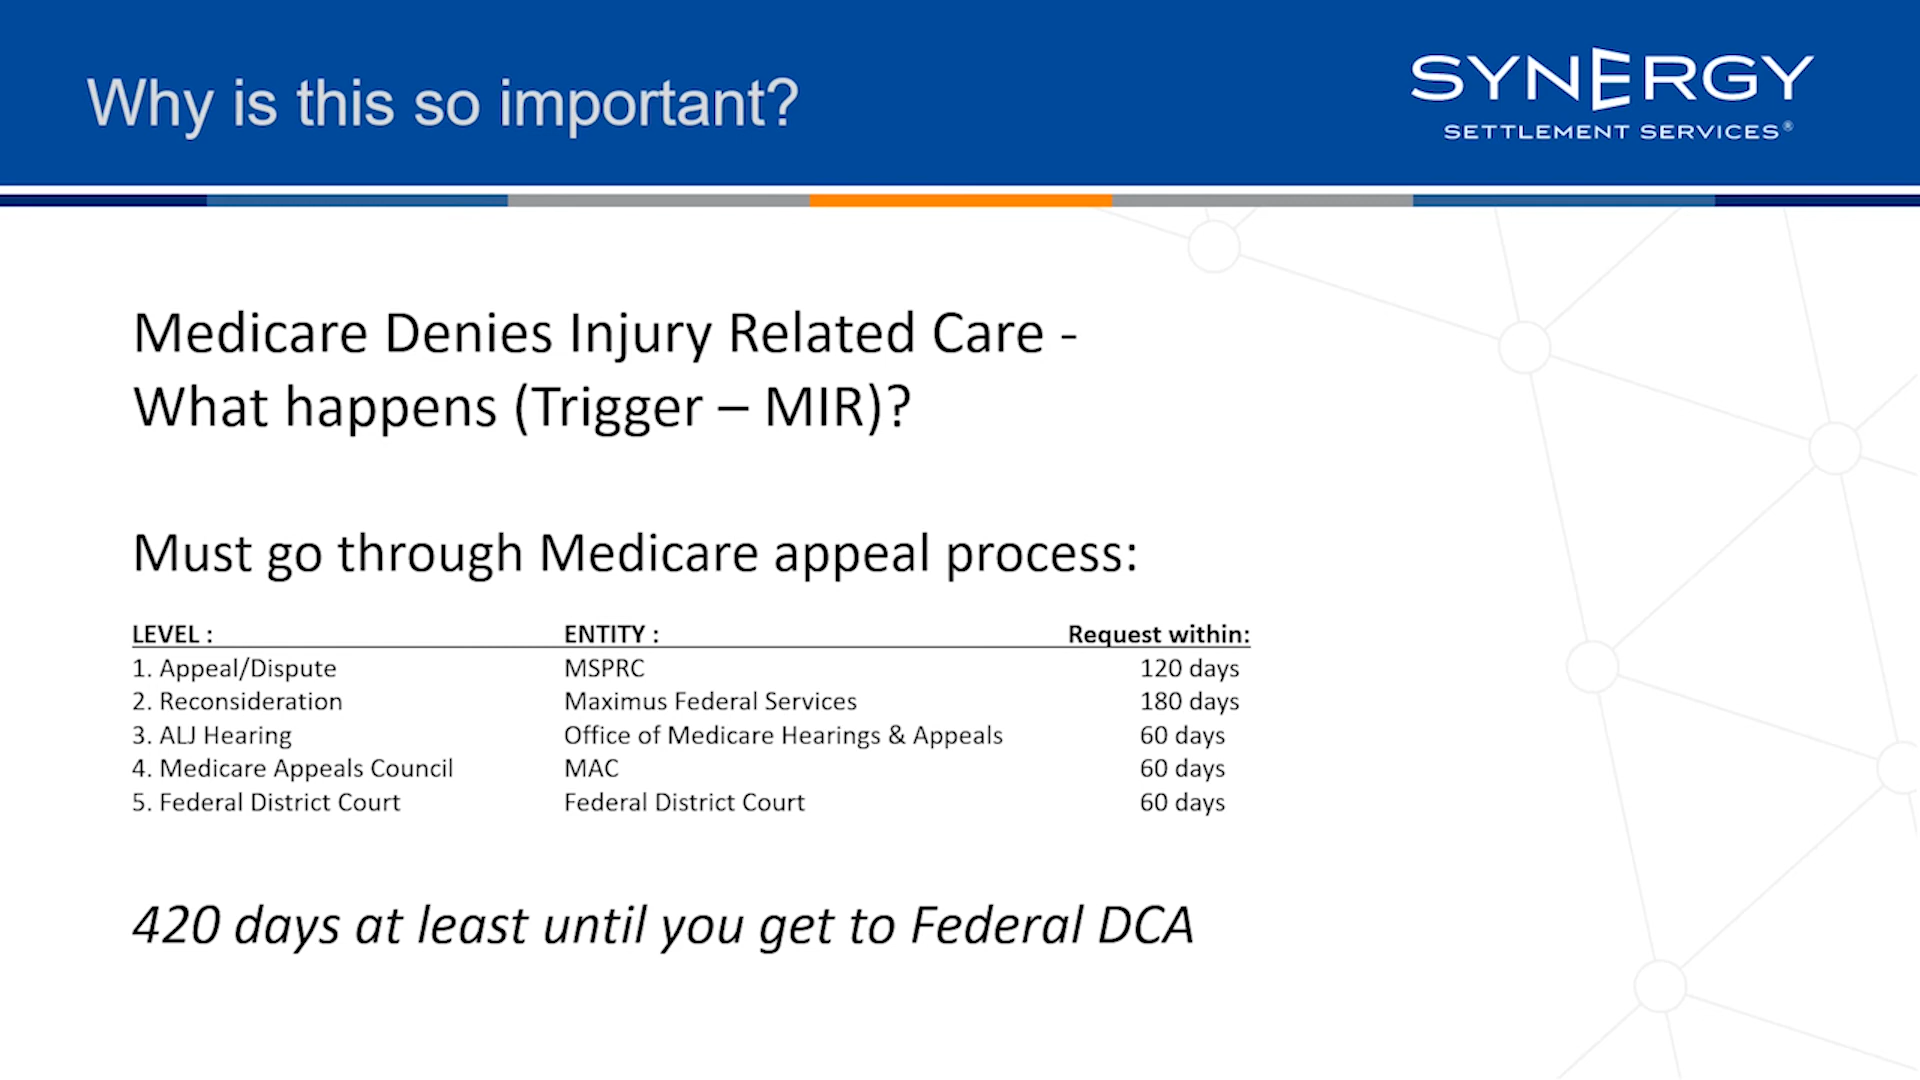 Why is this so important?
SYNERGY
SETTLEMENT SERVICES®
Medicare Denies Injury Related Care -
What happens (Trigger – MIR)?
Must go through Medicare appeal process:
LEVEL : ENTITY : Request within:
1. Appeal/Dispute MSPRC 120 days
2. Reconsideration Maximus Federal Services 180 days
3. ALJ Hearing Office of Medicare Hearings & Appeals 60 days
4. Medicare Appeals Council MAC 60 days
5. Federal District Court Federal District Court 60 days
420 days at least until you get to Federal DCA